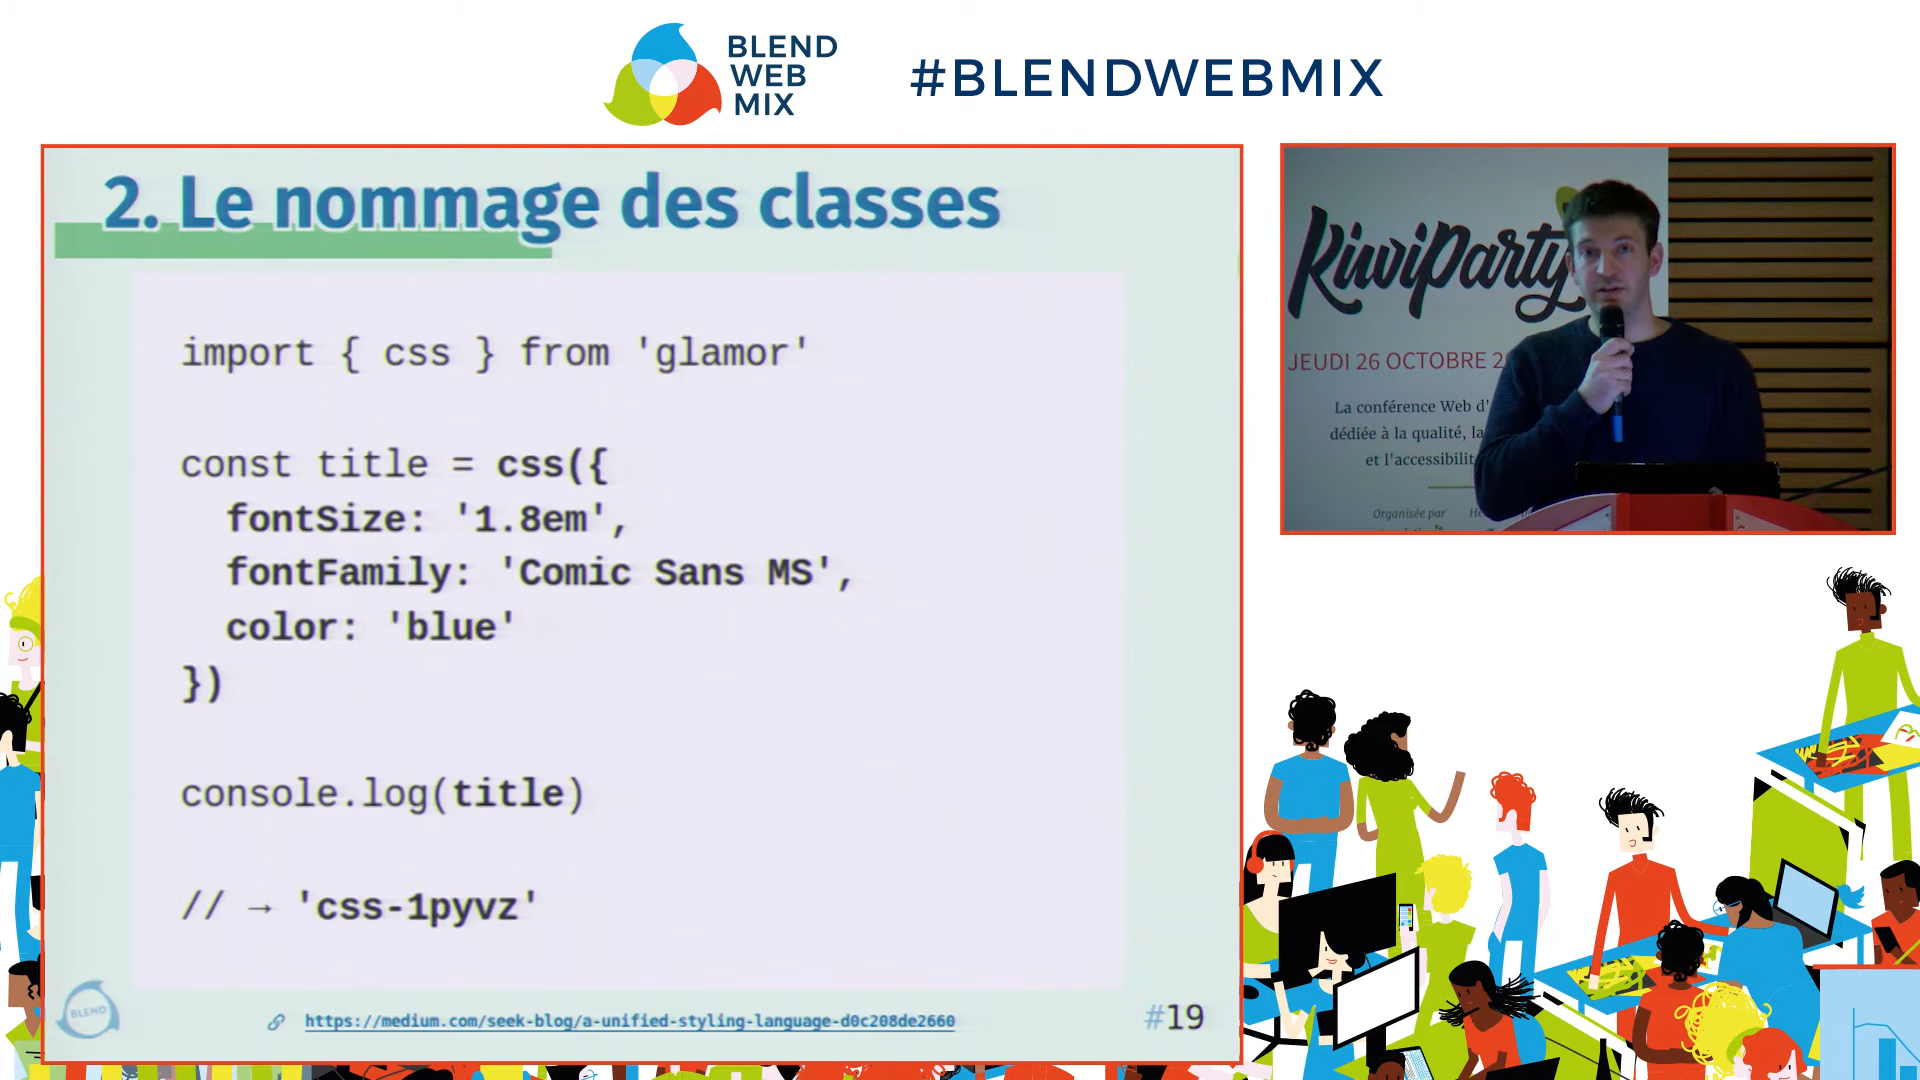 BLEND
WEB
MIX
#BLENDWEBMIX
2. Le nommage des classes
import { css } from 'glamor'
const title = css({
fontSize: '1.8em',
fontFamily: 'Comic Sans MS',
color: 'blue'
})
console.log(title)
// → 'css-1pyvz'
BLEND
https://medium.com/seek-blog/a-unified-styling-language-d0c208de2660
#19
KiwiParty
JEUDI 26 OCTOBRE
La conférence Web
dédiée à la qualité, la
et l'accessibilit
Organisée par